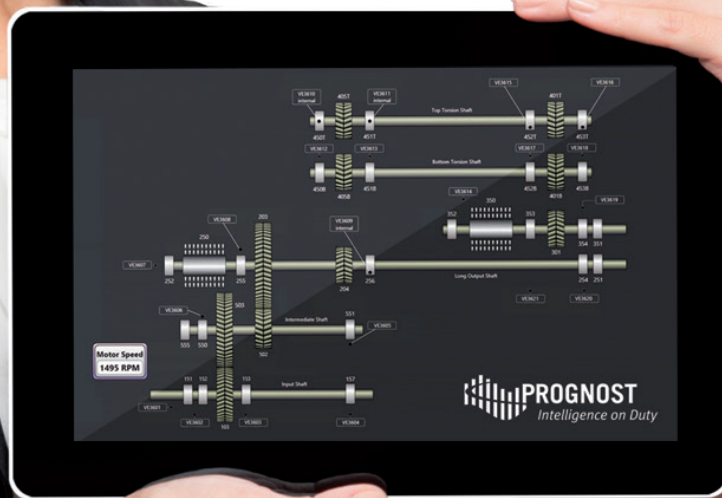 VE3610
internal
405T
VE3611
internal
VE3615
401T
VE3616
Top Torsion Shaft
450T
451T
452T
453T
VE3612
VE3613
Bottom Torsion Shaft
VE3617
VE3618
450B
405B
451B
452B
401B
453B
VE3614
350
VE3619
352
353
301
354
351
VE3608
203
VE3609
internal
250
VE3607
252
255
204
256
Long Output Shaft
254
251
VE3621
VE3620
503
VE3606
Intermediate Shaft
551
VE3605
555
550
502
Motor Speed
1495 RPM
151
152
153
Input Shaft
157
VE3601
VE3602
103
VE3603
VE3604
PROGNOST
Intelligence on Duty